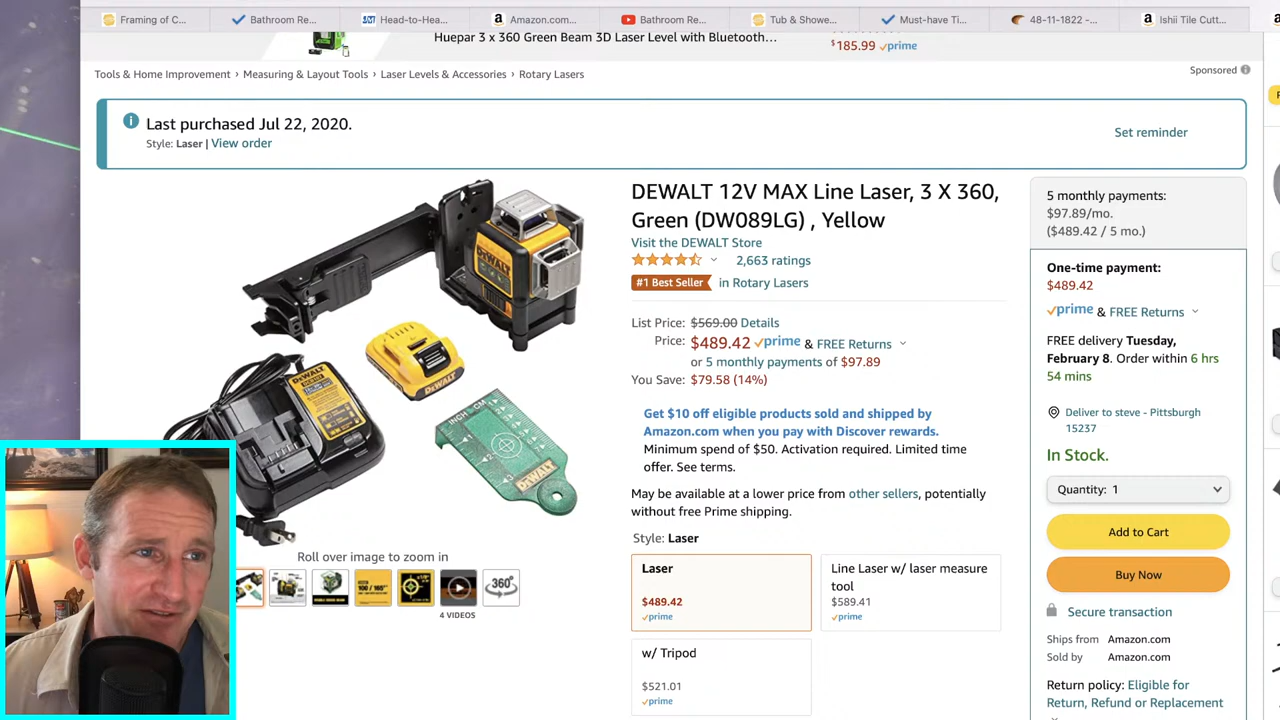 Framing of C...
Bathroom Re...
Head-to-Hea...
Amazon.com...
Bathroom Re...
Tub & Showe...
Must-have Ti...
48-11-1822 -...
Ishii Tile Cutt...
Huepar 3 x 360 Green Beam 3D Laser Level with Bluetooth...
$185.99 prime
Tools & Home Improvement › Measuring & Layout Tools › Laser Levels & Accessories › Rotary Lasers
Sponsored
Last purchased Jul 22, 2020.
Style: Laser | View order
Set reminder
DEWALT
DEWALT
INCH CM
DEWALT
Roll over image to zoom in
360°
4 VIDEOS
DEWALT 12V MAX Line Laser, 3 X 360,
Green (DW089LG) , Yellow
Visit the DEWALT Store
2,663 ratings
#1 Best Seller in Rotary Lasers
List Price: $569.00 Details
Price: $489.42 prime & FREE Returns
or 5 monthly payments of $97.89
You Save: $79.58 (14%)
Get $10 off eligible products sold and shipped by
Amazon.com when you pay with Discover rewards.
Minimum spend of $50. Activation required. Limited time
offer. See terms.
May be available at a lower price from other sellers, potentially
without free Prime shipping.
Style: Laser
Laser
$489.42
prime
Line Laser w/ laser measure
tool
$589.41
prime
w/ Tripod
$521.01
prime
5 monthly payments:
$97.89/mo.
($489.42 / 5 mo.)
One-time payment:
$489.42
prime & FREE Returns
FREE delivery Tuesday,
February 8. Order within 6 hrs
54 mins
Deliver to steve - Pittsburgh
15237
In Stock.
Quantity: 1
Add to Cart
Buy Now
Secure transaction
Ships from Amazon.com
Sold by Amazon.com
Return policy: Eligible for
Return, Refund or Replacement